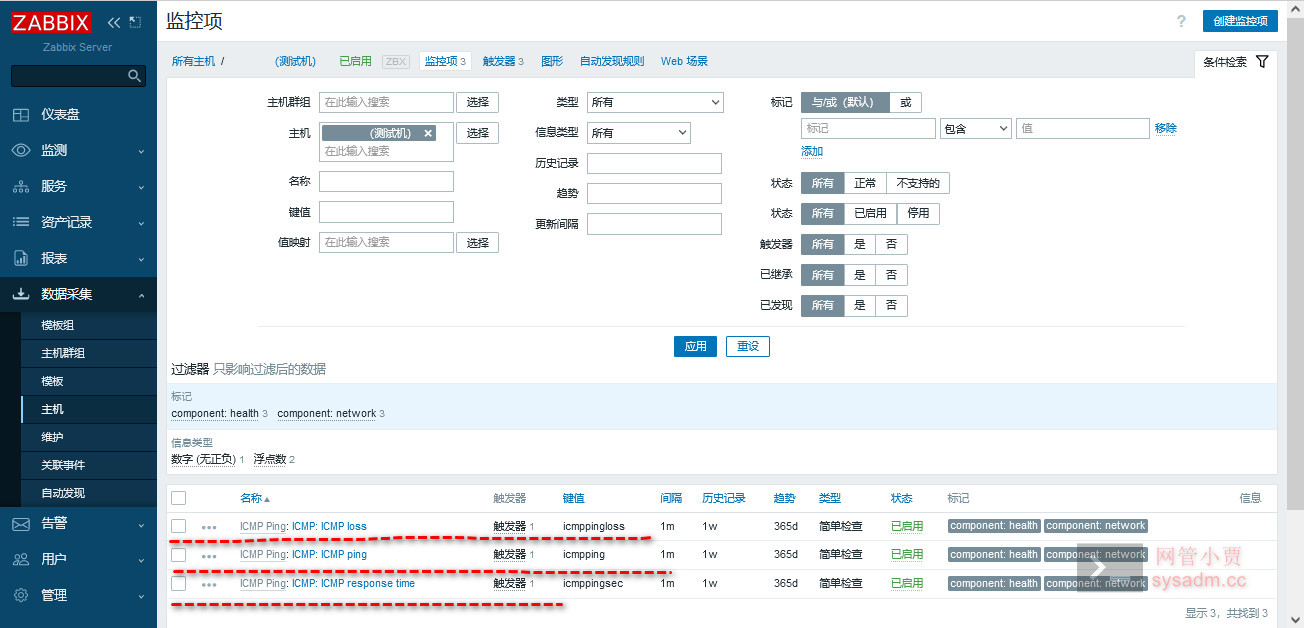 ZABBIX
Zabbix Server
仪表盘
监测
服务
资产记录
报表
数据采集
模板组
主机群组
模板
主机
维护
关联事件
自动发现
告警
用户
管理
监控项
? 创建监控项
所有主机 / (测试机) 已启用 ZBX 监控项 3 触发器 3 图形 自动发现规则 Web 场景
条件检索
主机群组 在此输入搜索 选择
主机 (测试机) × 选择
在此输入搜索
名称
键值
值映射 在此输入搜索 选择
类型 所有
信息类型 所有
历史记录
趋势
更新间隔
标记 与/或 (默认) 或
标记 包含 值 移除
添加
状态 所有 正常 不支持的
状态 所有 已启用 停用
触发器 所有 是 否
已继承 所有 是 否
已发现 所有 是 否
应用 重设
过滤器 只影响过滤后的数据
标记
component: health 3 component: network 3
信息类型
数字 (无正负) 1 浮点数 2
名称 触发器 键值 间隔 历史记录 趋势 类型 状态 标记 信息
ICMP Ping: ICMP: ICMP loss 触发器 1 icmppingloss 1m 1w 365d 简单检查 已启用 component: health component: network
ICMP Ping: ICMP: ICMP ping 触发器 1 icmpping 1m 1w 365d 简单检查 已启用 component: health component: network
ICMP Ping: ICMP: ICMP response time 触发器 1 icmppingsec 1m 1w 365d 简单检查 已启用 component: health component: network
网管小贾
sysadm.cc
显示 3，共找到 3